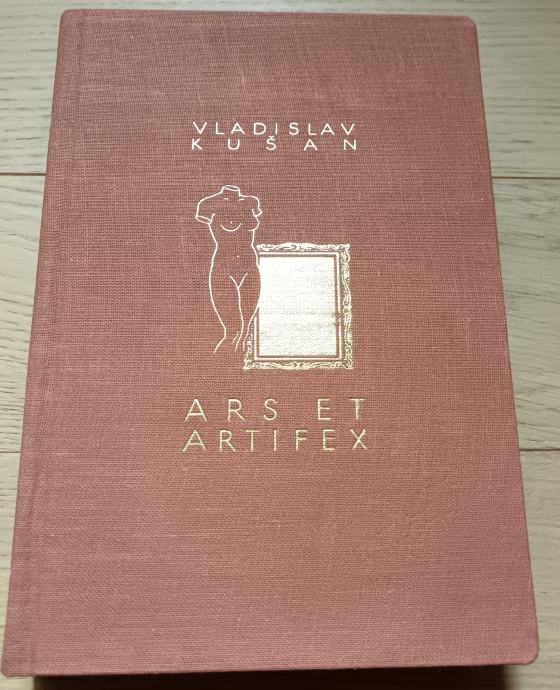 VLADISLAV
KUŠAN
ARS ET
ARTIFEX